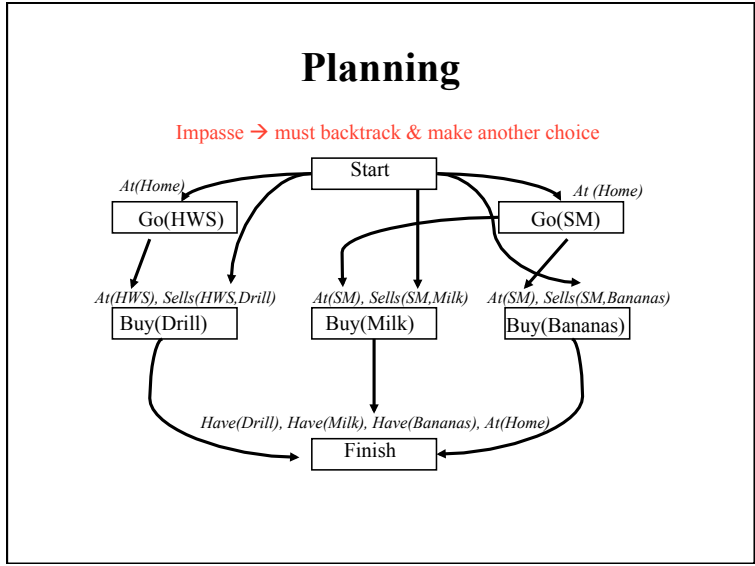 Planning
Impasse → must backtrack & make another choice
Start
At(Home)
At (Home)
Go(HWS)
Go(SM)
At(HWS), Sells(HWS,Drill)
At(SM), Sells(SM,Milk)
At(SM), Sells(SM,Bananas)
Buy(Drill)
Buy(Milk)
Buy(Bananas)
Have(Drill), Have(Milk), Have(Bananas), At(Home)
Finish